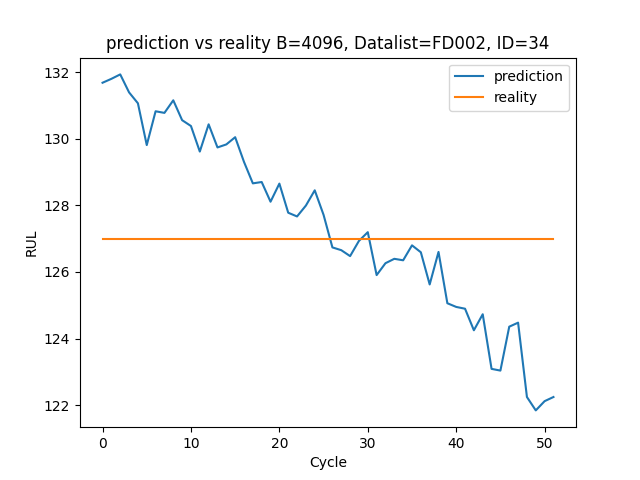 prediction vs reality B=4096, Datalist=FD002, ID=34
prediction
reality
RUL
132
130
128
126
124
122
0 10 20 30 40 50
Cycle